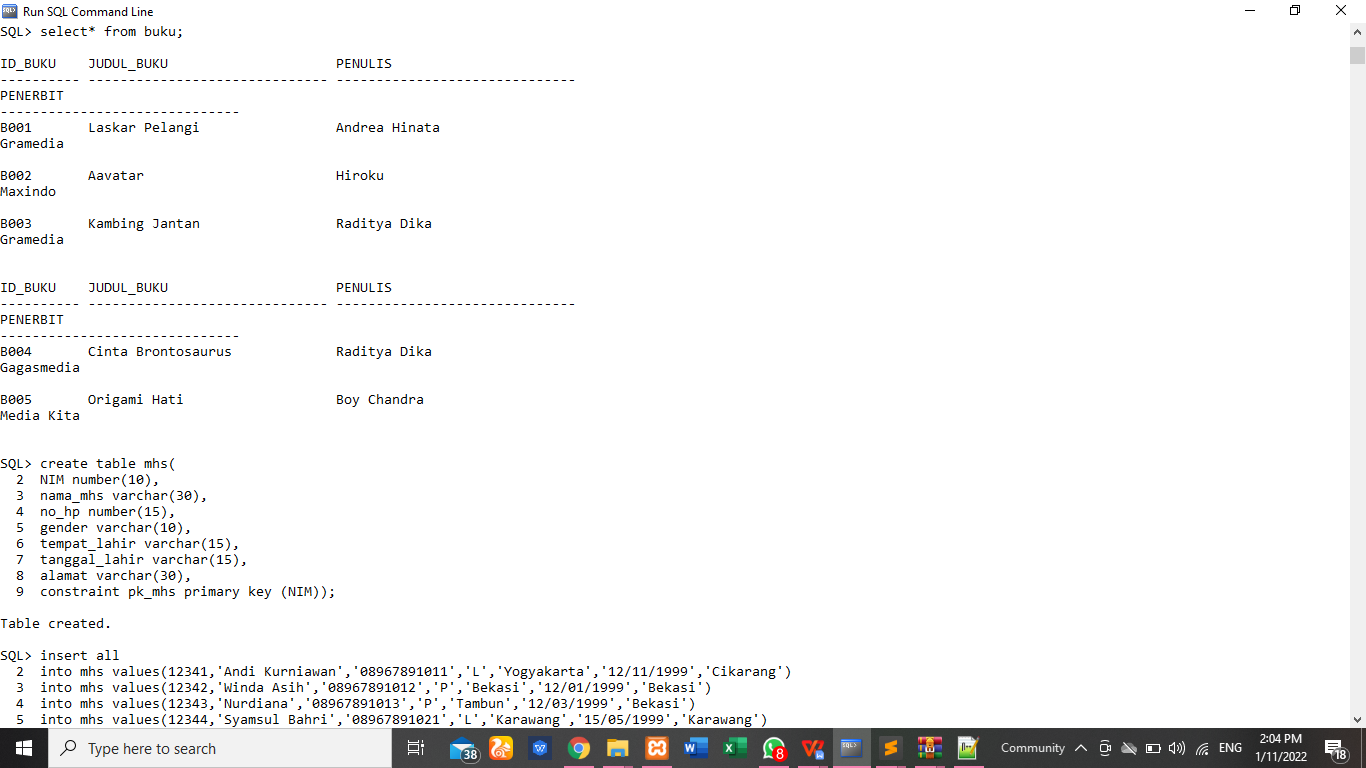 Run SQL Command Line
SQL> select* from buku;
ID_BUKU    JUDUL_BUKU                     PENULIS
---------- ------------------------------ ------------------------------
PENERBIT
------------------------------
B001       Laskar Pelangi                 Andrea Hinata
Gramedia
B002       Aavatar                        Hiroku
Maxindo
B003       Kambing Jantan                 Raditya Dika
Gramedia
ID_BUKU    JUDUL_BUKU                     PENULIS
---------- ------------------------------ ------------------------------
PENERBIT
------------------------------
B004       Cinta Brontosaurus             Raditya Dika
Gagasmedia
B005       Origami Hati                   Boy Chandra
Media Kita
SQL> create table mhs(
  2  NIM number(10),
  3  nama_mhs varchar(30),
  4  no_hp number(15),
  5  gender varchar(10),
  6  tempat_lahir varchar(15),
  7  tanggal_lahir varchar(15),
  8  alamat varchar(30),
  9  constraint pk_mhs primary key (NIM));
Table created.
SQL> insert all
  2  into mhs values(12341,'Andi Kurniawan','08967891011','L','Yogyakarta','12/11/1999','Cikarang')
  3  into mhs values(12342,'Winda Asih','08967891012','P','Bekasi','12/01/1999','Bekasi')
  4  into mhs values(12343,'Nurdiana','08967891013','P','Tambun','12/03/1999','Bekasi')
  5  into mhs values(12344,'Syamsul Bahri','08967891021','L','Karawang','15/05/1999','Karawang')
Type here to search
38
8
SQL>
Community
ENG
2:04 PM
1/11/2022
18